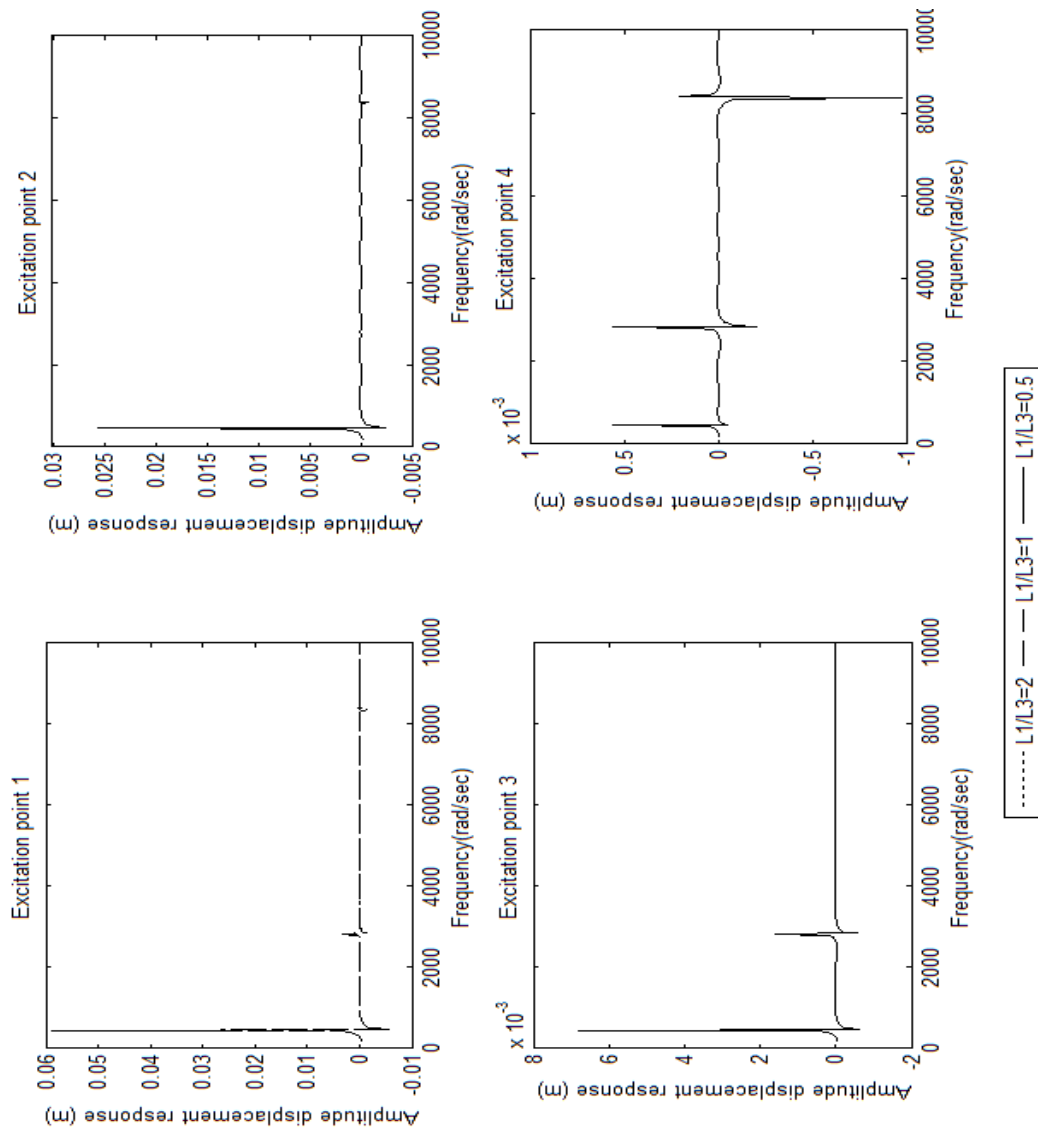 Excitation point 1
0.06
0.05
0.04
0.03
0.02
0.01
0
-0.01
Amplitude displacement response (m)
0 2000 4000 6000 8000 10000
Frequency(rad/sec)
Excitation point 2
0.03
0.025
0.02
0.015
0.01
0.005
0
-0.005
Amplitude displacement response (m)
0 2000 4000 6000 8000 10000
Frequency(rad/sec)
x 10⁻³ Excitation point 3
8
6
4
2
0
-2
Amplitude displacement response (m)
0 2000 4000 6000 8000 10000
Frequency(rad/sec)
x 10⁻³ Excitation point 4
1
0.5
0
-0.5
-1
Amplitude displacement response (m)
0 2000 4000 6000 8000 10000
Frequency(rad/sec)
L1/L3=2 L1/L3=1 L1/L3=0.5